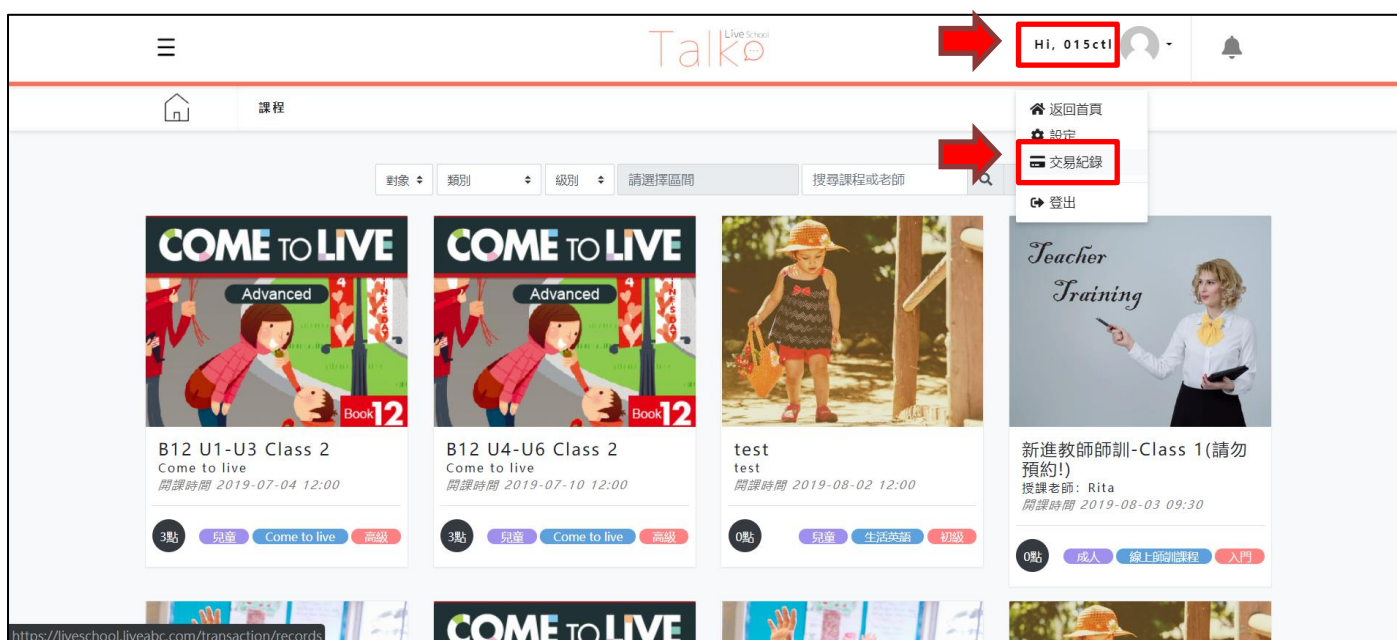 ☰
Talko
Live School
Hi, 015ctl
課程
返回首頁
設定
交易紀錄
登出
對象
類別
級別
請選擇區間
搜尋課程或老師
COME TO LIVE
Advanced
Book 12
B12 U1-U3 Class 2
Come to live
開課時間 2019-07-04 12:00
3點
兒童
Come to live
高級
COME TO LIVE
Advanced
Book 12
B12 U4-U6 Class 2
Come to live
開課時間 2019-07-10 12:00
3點
兒童
Come to live
高級
test
test
開課時間 2019-08-02 12:00
0點
兒童
生活英語
初級
Teacher
Training
新進教師師訓-Class 1(請勿
預約!)
授課老師: Rita
開課時間 2019-08-03 09:30
0點
成人
線上師訓課程
入門
COME TO LIVE
https://liveschool.liveabc.com/transaction/records